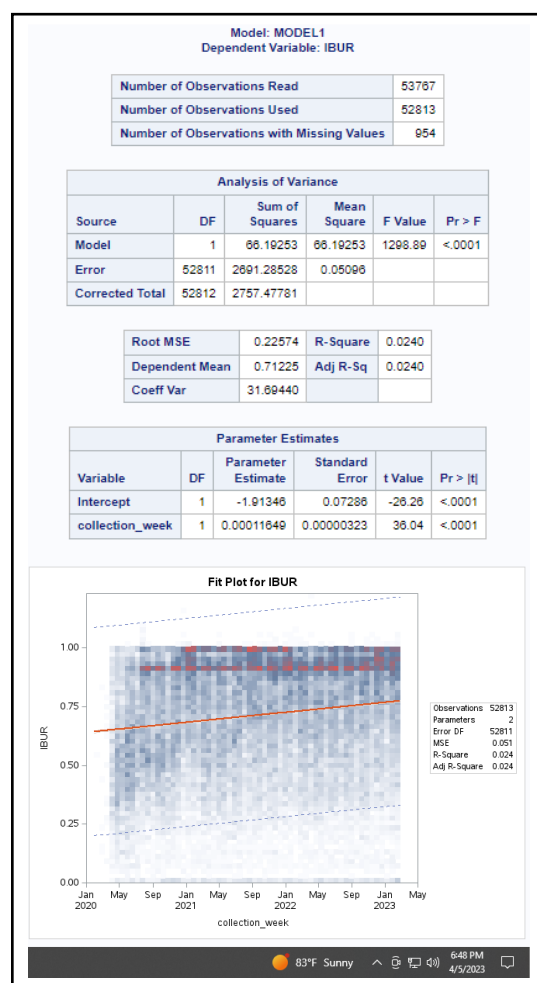 Model: MODEL1
Dependent Variable: IBUR
Number of Observations Read 53767
Number of Observations Used 52813
Number of Observations with Missing Values 954
Analysis of Variance
Source DF Sum of Squares Mean Square F Value Pr > F
Model 1 66.19253 66.19253 1298.89 <.0001
Error 52811 2691.28528 0.05096
Corrected Total 52812 2757.47781
Root MSE 0.22574 R-Square 0.0240
Dependent Mean 0.71225 Adj R-Sq 0.0240
Coeff Var 31.69440
Parameter Estimates
Variable DF Parameter Estimate Standard Error t Value Pr > |t|
Intercept 1 -1.91346 0.07286 -26.26 <.0001
collection_week 1 0.00011649 0.00000323 36.04 <.0001
Fit Plot for IBUR
1.00
0.75
0.50
0.25
0.00
IBUR
Jan May Sep Jan May Sep Jan May Sep Jan May
2020 2021 2022 2023
collection_week
Observations 52813
Parameters 2
Error DF 52811
MSE 0.051
R-Square 0.024
Adj R-Square 0.024
83°F Sunny
6:48 PM
4/5/2023